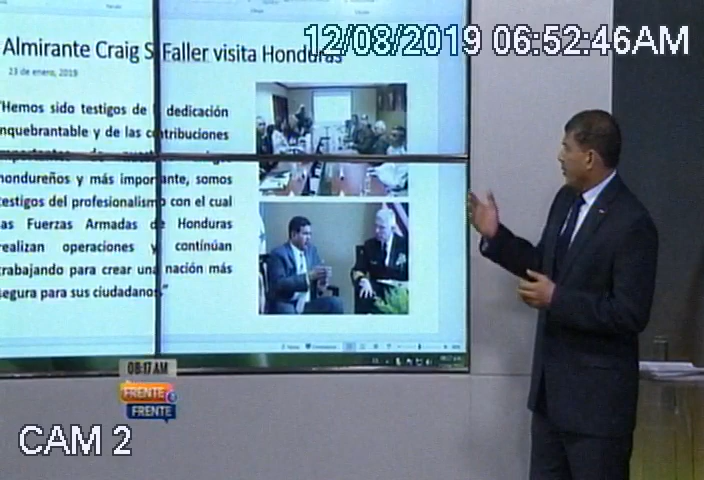 Almirante Craig S. Faller visita Honduras
12/08/2019 06:52:46AM
23 de enero, 2019
"Hemos sido testigos de la dedicación
inquebrantable y de las contribuciones
hondureños y más importante, somos
testigos del profesionalismo con el cual
las Fuerzas Armadas de Honduras
realizan operaciones y continúan
trabajando para crear una nación más
segura para sus ciudadanos."
08:17 AM
FRENTE a
FRENTE
CAM 2